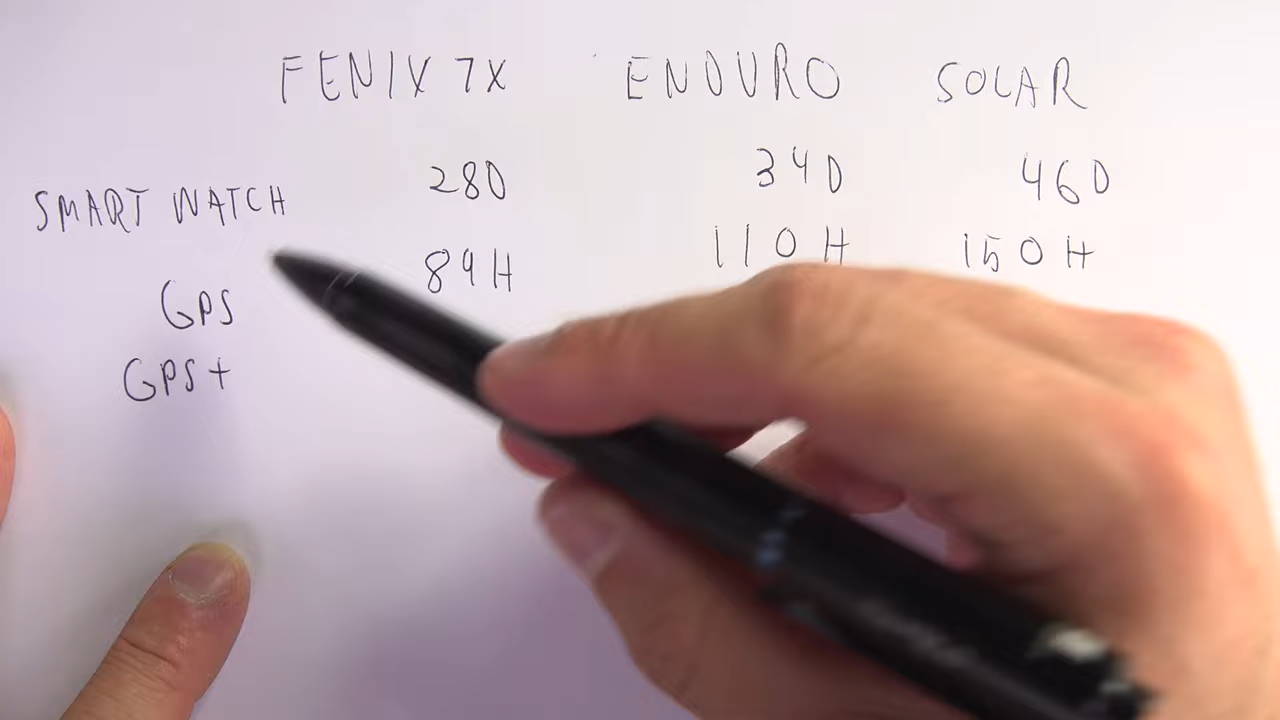 FENIX 7X ENDURO SOLAR
SMART WATCH 28D 34D 46D
GPS 89H 110H 150H
GPS+